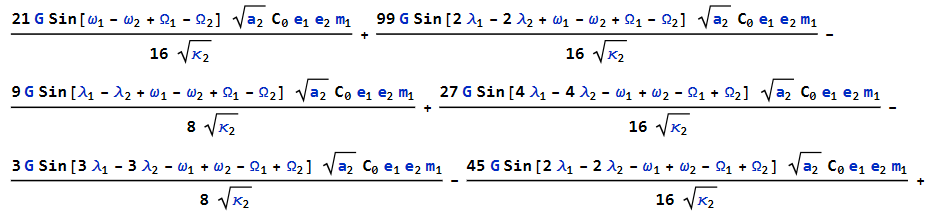 21 G Sin[ω₁ - ω₂ + Ω₁ - Ω₂] √a₂ C₀ e₁ e₂ m₁ / 16 √κ₂ + 99 G Sin[2 λ₁ - 2 λ₂ + ω₁ - ω₂ + Ω₁ - Ω₂] √a₂ C₀ e₁ e₂ m₁ / 16 √κ₂ -
9 G Sin[λ₁ - λ₂ + ω₁ - ω₂ + Ω₁ - Ω₂] √a₂ C₀ e₁ e₂ m₁ / 8 √κ₂ + 27 G Sin[4 λ₁ - 4 λ₂ - ω₁ + ω₂ - Ω₁ + Ω₂] √a₂ C₀ e₁ e₂ m₁ / 16 √κ₂ -
3 G Sin[3 λ₁ - 3 λ₂ - ω₁ + ω₂ - Ω₁ + Ω₂] √a₂ C₀ e₁ e₂ m₁ / 8 √κ₂ - 45 G Sin[2 λ₁ - 2 λ₂ - ω₁ + ω₂ - Ω₁ + Ω₂] √a₂ C₀ e₁ e₂ m₁ / 16 √κ₂ +